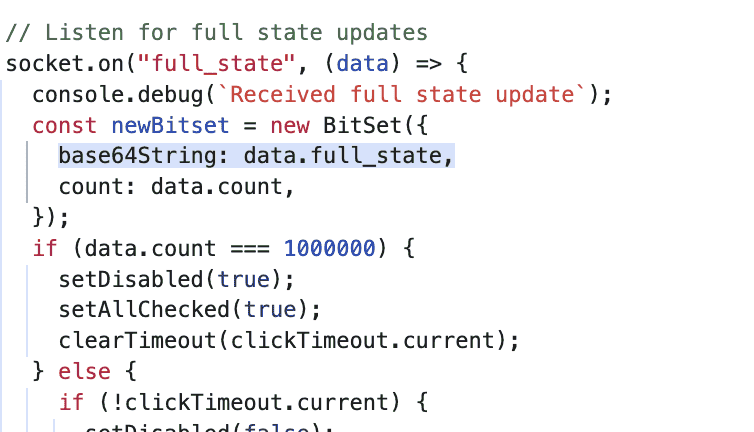 // Listen for full state updates
socket.on("full_state", (data) => {
console.debug(`Received full state update`);
const newBitset = new BitSet({
base64String: data.full_state,
count: data.count,
});
if (data.count === 1000000) {
setDisabled(true);
setAllChecked(true);
clearTimeout(clickTimeout.current);
} else {
if (!clickTimeout.current) {
setDisabled(false);